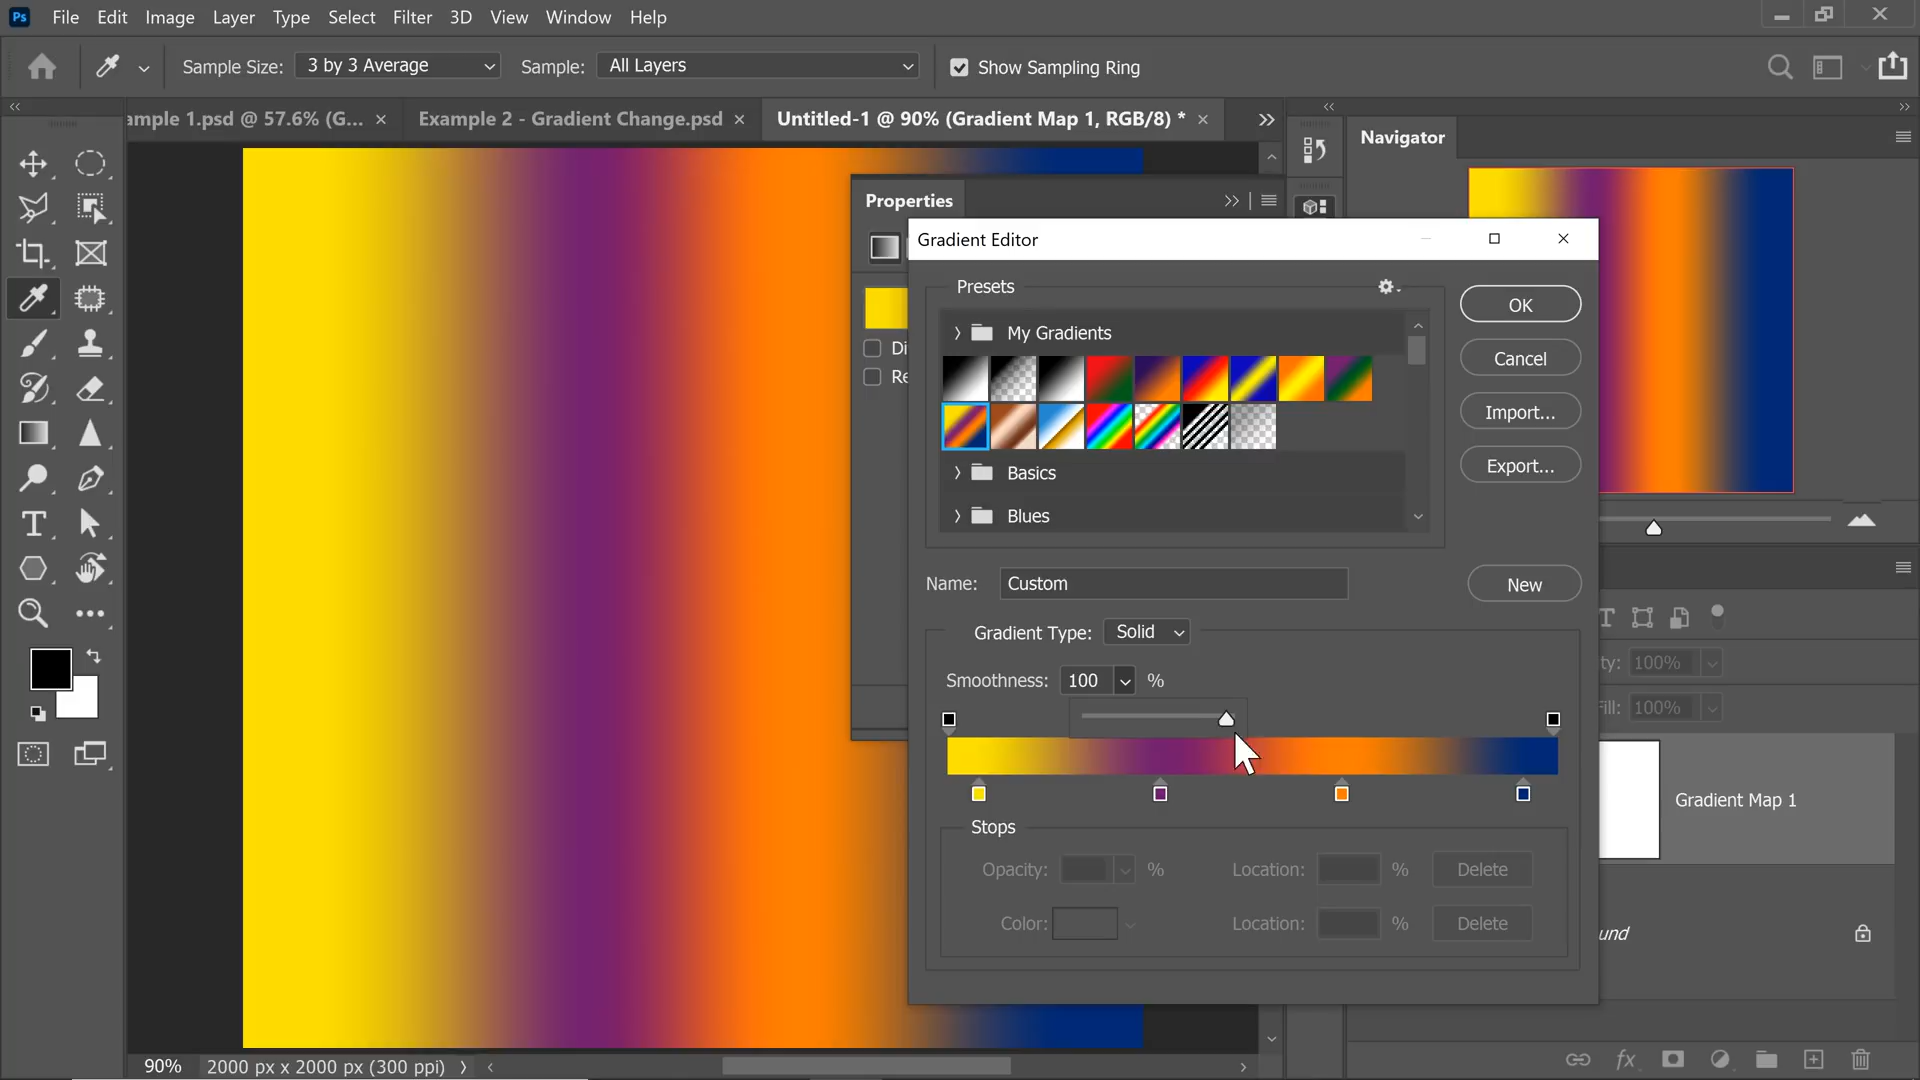 Ps File Edit Image Layer Type Select Filter 3D View Window Help
Sample Size: 3 by 3 Average Sample: All Layers Show Sampling Ring
ample 1.psd @ 57.6% (G... × Example 2 - Gradient Change.psd × Untitled-1 @ 90% (Gradient Map 1, RGB/8) * ×
Navigator
Properties
Gradient Editor
Presets
My Gradients
OK
Cancel
Import...
Export...
Di
Re
Basics
Blues
Name: Custom
New
Gradient Type: Solid
Smoothness: 100 %
ty: 100%
Fill: 100%
Gradient Map 1
Stops
Opacity: % Location: % Delete
Color: Location: % Delete
und
90% 2000 px x 2000 px (300 ppi)
fx